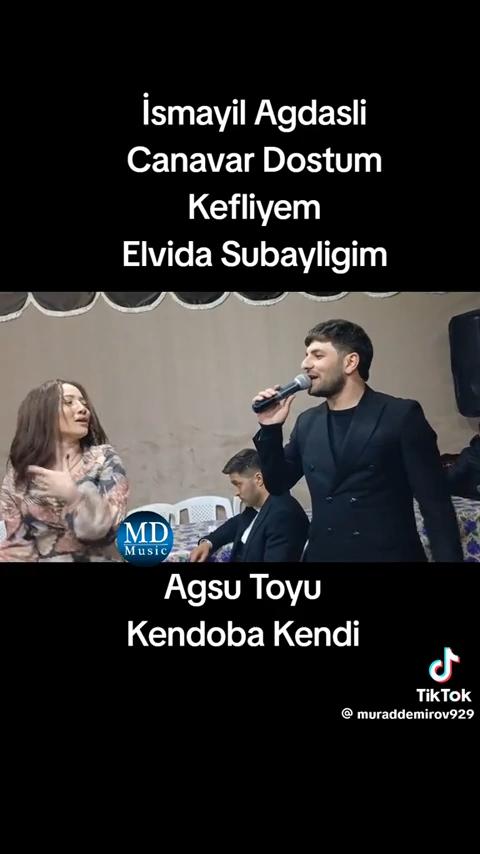 İsmayil Agdasli
Canavar Dostum
Kefliyem
Elvida Subayligim
MD
Music
Agsu Toyu
Kendoba Kendi
TikTok
@ muraddemirov929